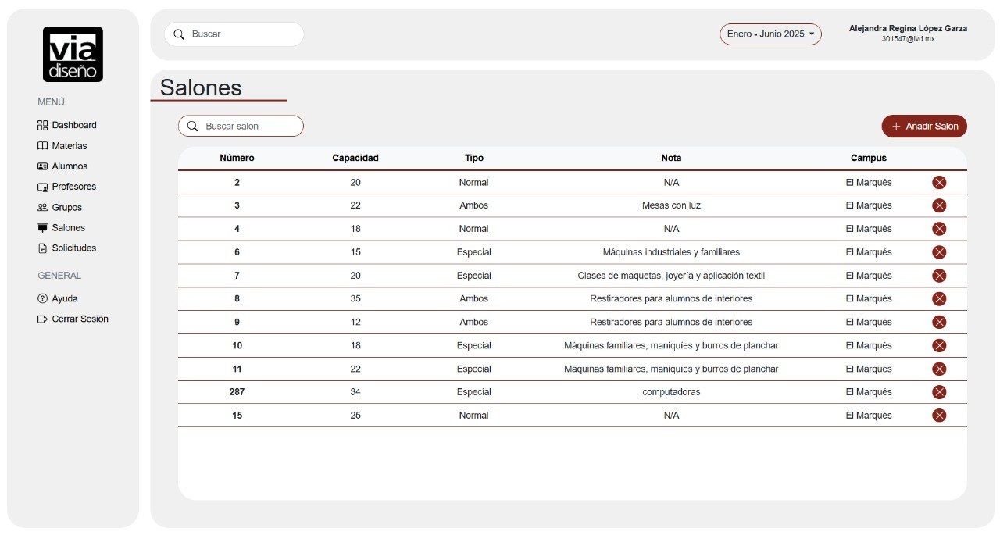 via
diseño
MENÚ
Dashboard
Materias
Alumnos
Profesores
Grupos
Salones
Solicitudes
GENERAL
Ayuda
Cerrar Sesión
Buscar
Enero - Junio 2025
Alejandra Regina López Garza
301547@ivd.mx
Salones
Buscar salón
+ Añadir Salón
Número Capacidad Tipo Nota Campus
2 20 Normal N/A El Marqués
3 22 Ambos Mesas con luz El Marqués
4 18 Normal N/A El Marqués
6 15 Especial Máquinas industriales y familiares El Marqués
7 20 Especial Clases de maquetas, joyería y aplicación textil El Marqués
8 35 Ambos Restiradores para alumnos de interiores El Marqués
9 12 Ambos Restiradores para alumnos de interiores El Marqués
10 18 Especial Máquinas familiares, maniquíes y burros de planchar El Marqués
11 22 Especial Máquinas familiares, maniquíes y burros de planchar El Marqués
287 34 Especial computadoras El Marqués
15 25 Normal N/A El Marqués